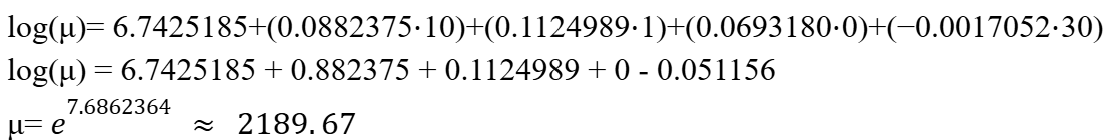 log(μ)= 6.7425185+(0.0882375⋅10)+(0.1124989⋅1)+(0.0693180⋅0)+(−0.0017052⋅30)
log(μ) = 6.7425185 + 0.882375 + 0.1124989 + 0 - 0.051156
μ= e^7.6862364 ≈ 2189.67